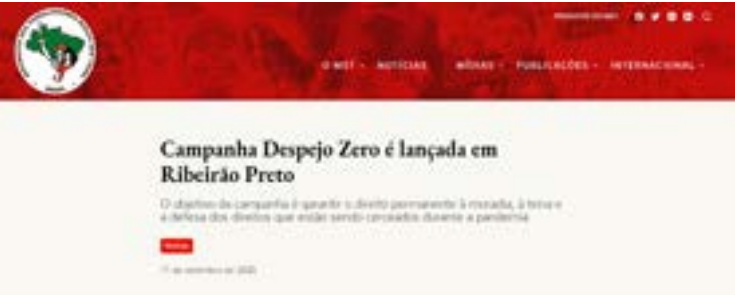 O MST NOTÍCIAS MÍDIAS PUBLICAÇÕES INTERNACIONAL
Campanha Despejo Zero é lançada em
Ribeirão Preto
O objetivo da campanha é garantir o direito permanente à moradia, à terra e
a defesa dos direitos que estão sendo cerceados durante a pandemia